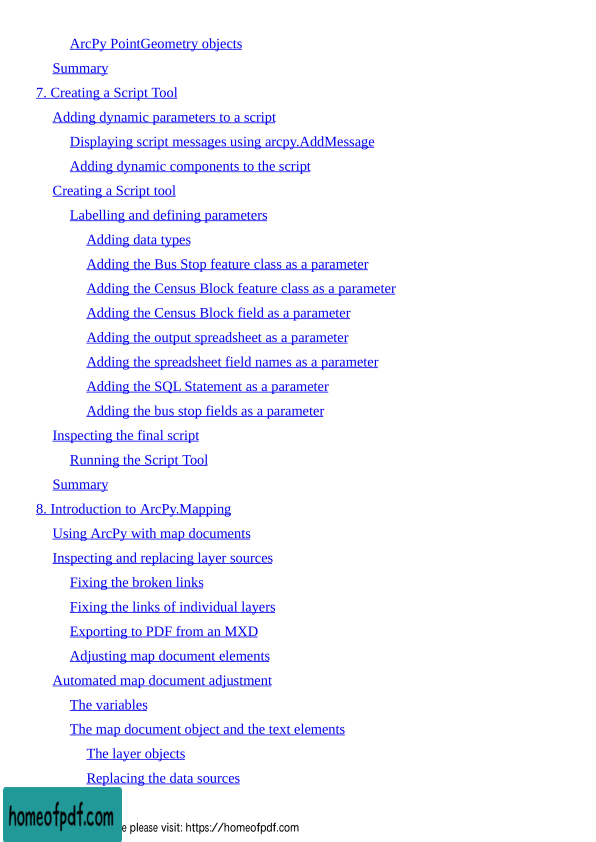 ArcPy PointGeometry objects
Summary
7. Creating a Script Tool
Adding dynamic parameters to a script
Displaying script messages using arcpy.AddMessage
Adding dynamic components to the script
Creating a Script tool
Labelling and defining parameters
Adding data types
Adding the Bus Stop feature class as a parameter
Adding the Census Block feature class as a parameter
Adding the Census Block field as a parameter
Adding the output spreadsheet as a parameter
Adding the spreadsheet field names as a parameter
Adding the SQL Statement as a parameter
Adding the bus stop fields as a parameter
Inspecting the final script
Running the Script Tool
Summary
8. Introduction to ArcPy.Mapping
Using ArcPy with map documents
Inspecting and replacing layer sources
Fixing the broken links
Fixing the links of individual layers
Exporting to PDF from an MXD
Adjusting map document elements
Automated map document adjustment
The variables
The map document object and the text elements
The layer objects
Replacing the data sources
homeofpdf.com
e please visit: https://homeofpdf.com